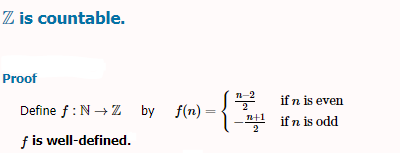 ℤ is countable.
Proof
Define f : ℕ → ℤ by f(n) = { n−2/2 if n is even
−n+1/2 if n is odd
f is well-defined.